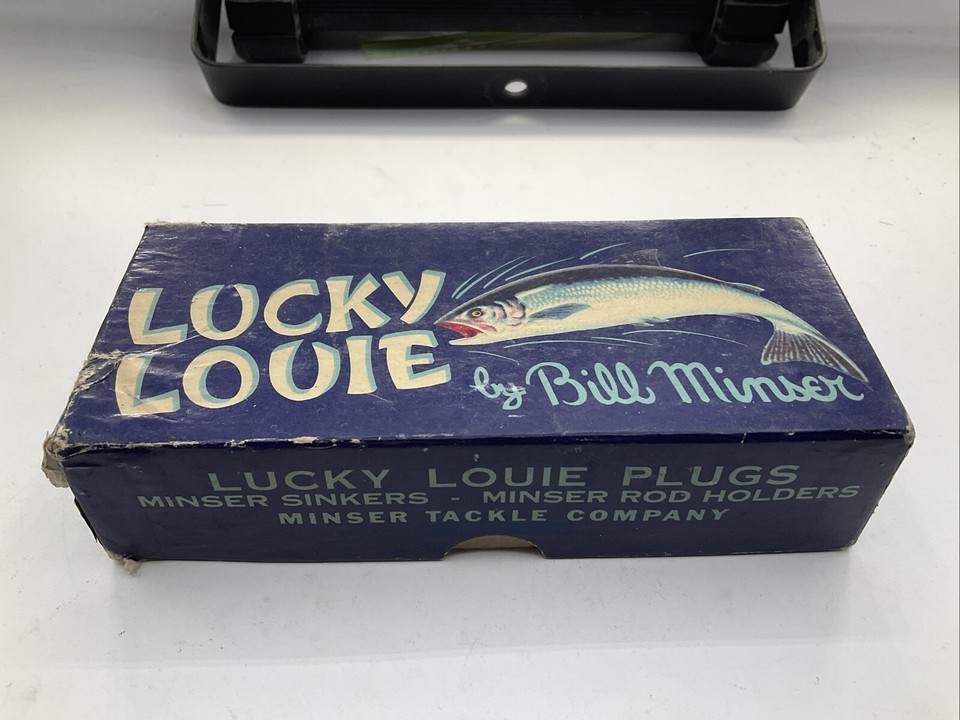 LUCKY
LOUIE
by Bill Minser
LUCKY LOUIE PLUGS
MINSER SINKERS - MINSER ROD HOLDERS
MINSER TACKLE COMPANY